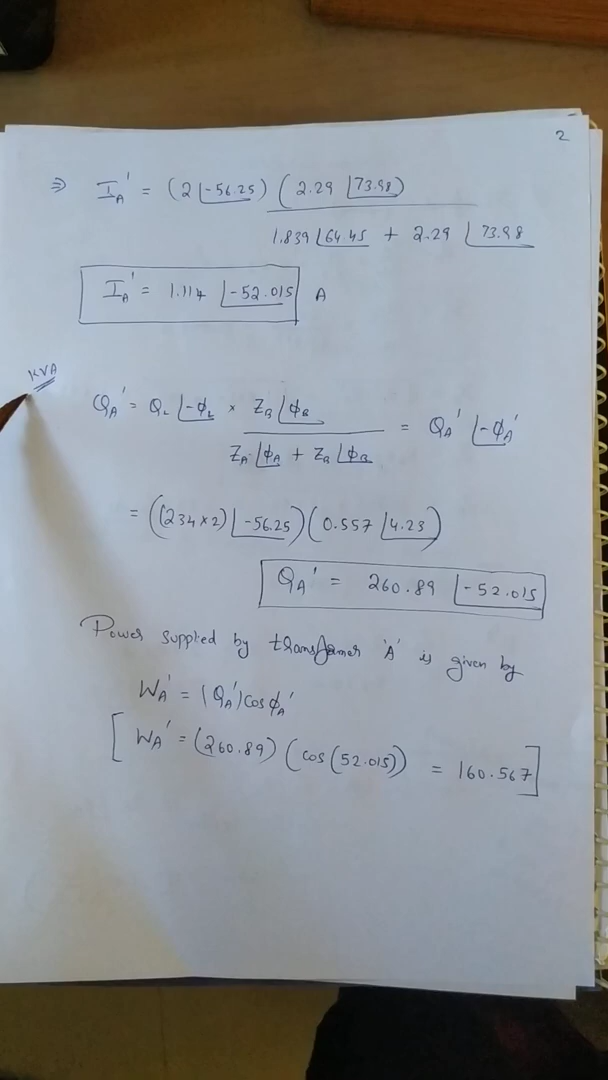 2
⇒ I_A' = (2 ∠-56.25) (2.29 ∠73.98)
1.839 ∠64.45 + 2.29 ∠73.98
I_A' = 1.114 ∠-52.015 A
KVA
Q_A' = Q_L ∠-ϕ_L × Z_B ∠ϕ_B = Q_A' ∠-ϕ_A'
Z_A ∠ϕ_A + Z_B ∠ϕ_B
= ((234×2) ∠-56.25) (0.557 ∠4.23)
Q_A' = 260.89 ∠-52.015
Power supplied by transformer 'A' is given by
W_A' = (Q_A') cos ϕ_A'
[ W_A' = (260.89) (cos (52.015)) = 160.567 ]